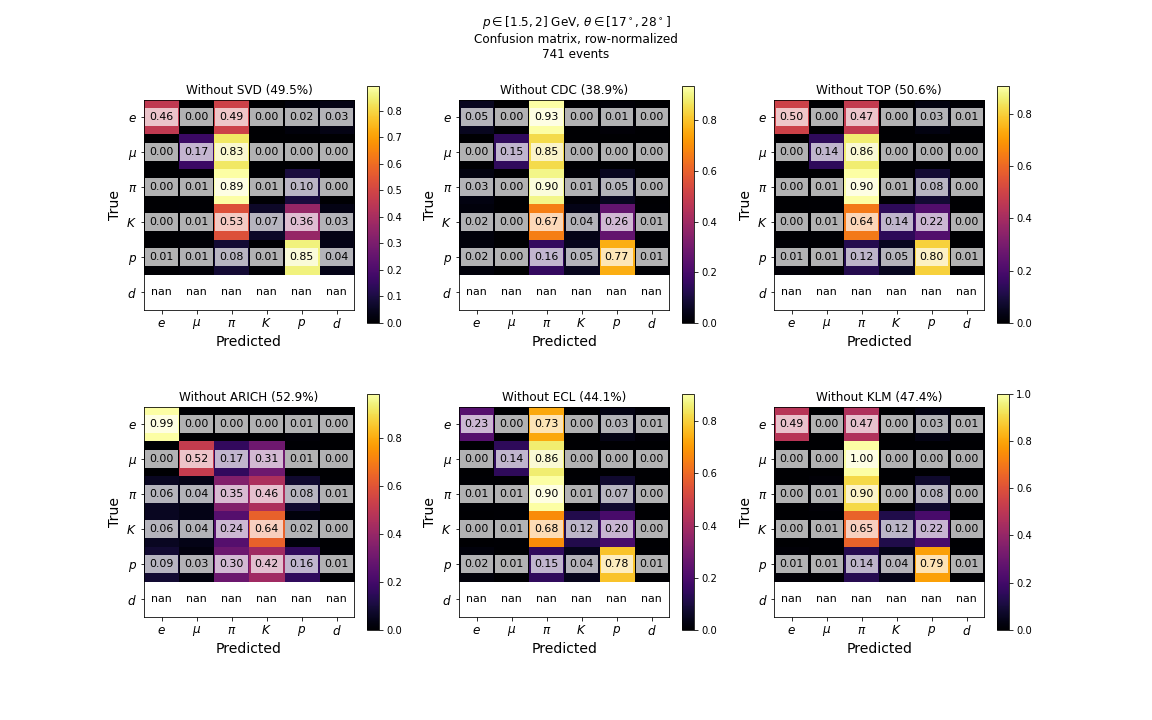 p ∈ [1.5, 2] GeV, θ ∈ [17°, 28°]
Confusion matrix, row-normalized
741 events
Without SVD (49.5%)
e 0.46 0.00 0.49 0.00 0.02 0.03
μ 0.00 0.17 0.83 0.00 0.00 0.00
π 0.00 0.01 0.89 0.01 0.10 0.00
K 0.00 0.01 0.53 0.07 0.36 0.03
p 0.01 0.01 0.08 0.01 0.85 0.04
d nan nan nan nan nan nan
e μ π K p d
True
Predicted
0.8
0.7
0.6
0.5
0.4
0.3
0.2
0.1
0.0
Without CDC (38.9%)
e 0.05 0.00 0.93 0.00 0.01 0.00
μ 0.00 0.15 0.85 0.00 0.00 0.00
π 0.03 0.00 0.90 0.01 0.05 0.00
K 0.02 0.00 0.67 0.04 0.26 0.01
p 0.02 0.00 0.16 0.05 0.77 0.01
d nan nan nan nan nan nan
e μ π K p d
True
Predicted
0.8
0.6
0.4
0.2
0.0
Without TOP (50.6%)
e 0.50 0.00 0.47 0.00 0.03 0.01
μ 0.00 0.14 0.86 0.00 0.00 0.00
π 0.00 0.01 0.90 0.01 0.08 0.00
K 0.00 0.01 0.64 0.14 0.22 0.00
p 0.01 0.01 0.12 0.05 0.80 0.01
d nan nan nan nan nan nan
e μ π K p d
True
Predicted
0.8
0.6
0.4
0.2
0.0
Without ARICH (52.9%)
e 0.99 0.00 0.00 0.00 0.01 0.00
μ 0.00 0.52 0.17 0.31 0.01 0.00
π 0.06 0.04 0.35 0.46 0.08 0.01
K 0.06 0.04 0.24 0.64 0.02 0.00
p 0.09 0.03 0.30 0.42 0.16 0.01
d nan nan nan nan nan nan
e μ π K p d
True
Predicted
0.8
0.6
0.4
0.2
0.0
Without ECL (44.1%)
e 0.23 0.00 0.73 0.00 0.03 0.01
μ 0.00 0.14 0.86 0.00 0.00 0.00
π 0.01 0.01 0.90 0.01 0.07 0.00
K 0.00 0.01 0.68 0.12 0.20 0.00
p 0.02 0.01 0.15 0.04 0.78 0.01
d nan nan nan nan nan nan
e μ π K p d
True
Predicted
0.8
0.6
0.4
0.2
0.0
Without KLM (47.4%)
e 0.49 0.00 0.47 0.00 0.03 0.01
μ 0.00 0.00 1.00 0.00 0.00 0.00
π 0.00 0.01 0.90 0.01 0.08 0.00
K 0.00 0.01 0.65 0.12 0.22 0.00
p 0.01 0.01 0.14 0.04 0.79 0.01
d nan nan nan nan nan nan
e μ π K p d
True
Predicted
1.0
0.8
0.6
0.4
0.2
0.0